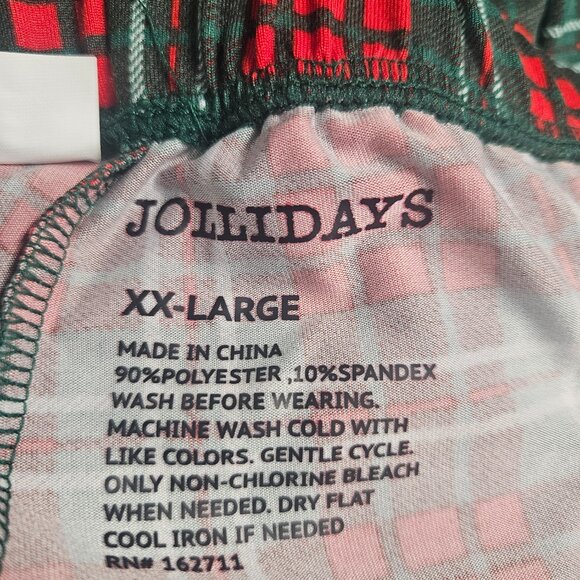 JOLLIDAYS
XX-LARGE
MADE IN CHINA
90%POLYESTER ,10%SPANDEX
WASH BEFORE WEARING.
MACHINE WASH COLD WITH
LIKE COLORS. GENTLE CYCLE.
ONLY NON-CHLORINE BLEACH
WHEN NEEDED. DRY FLAT
COOL IRON IF NEEDED
RN# 162711